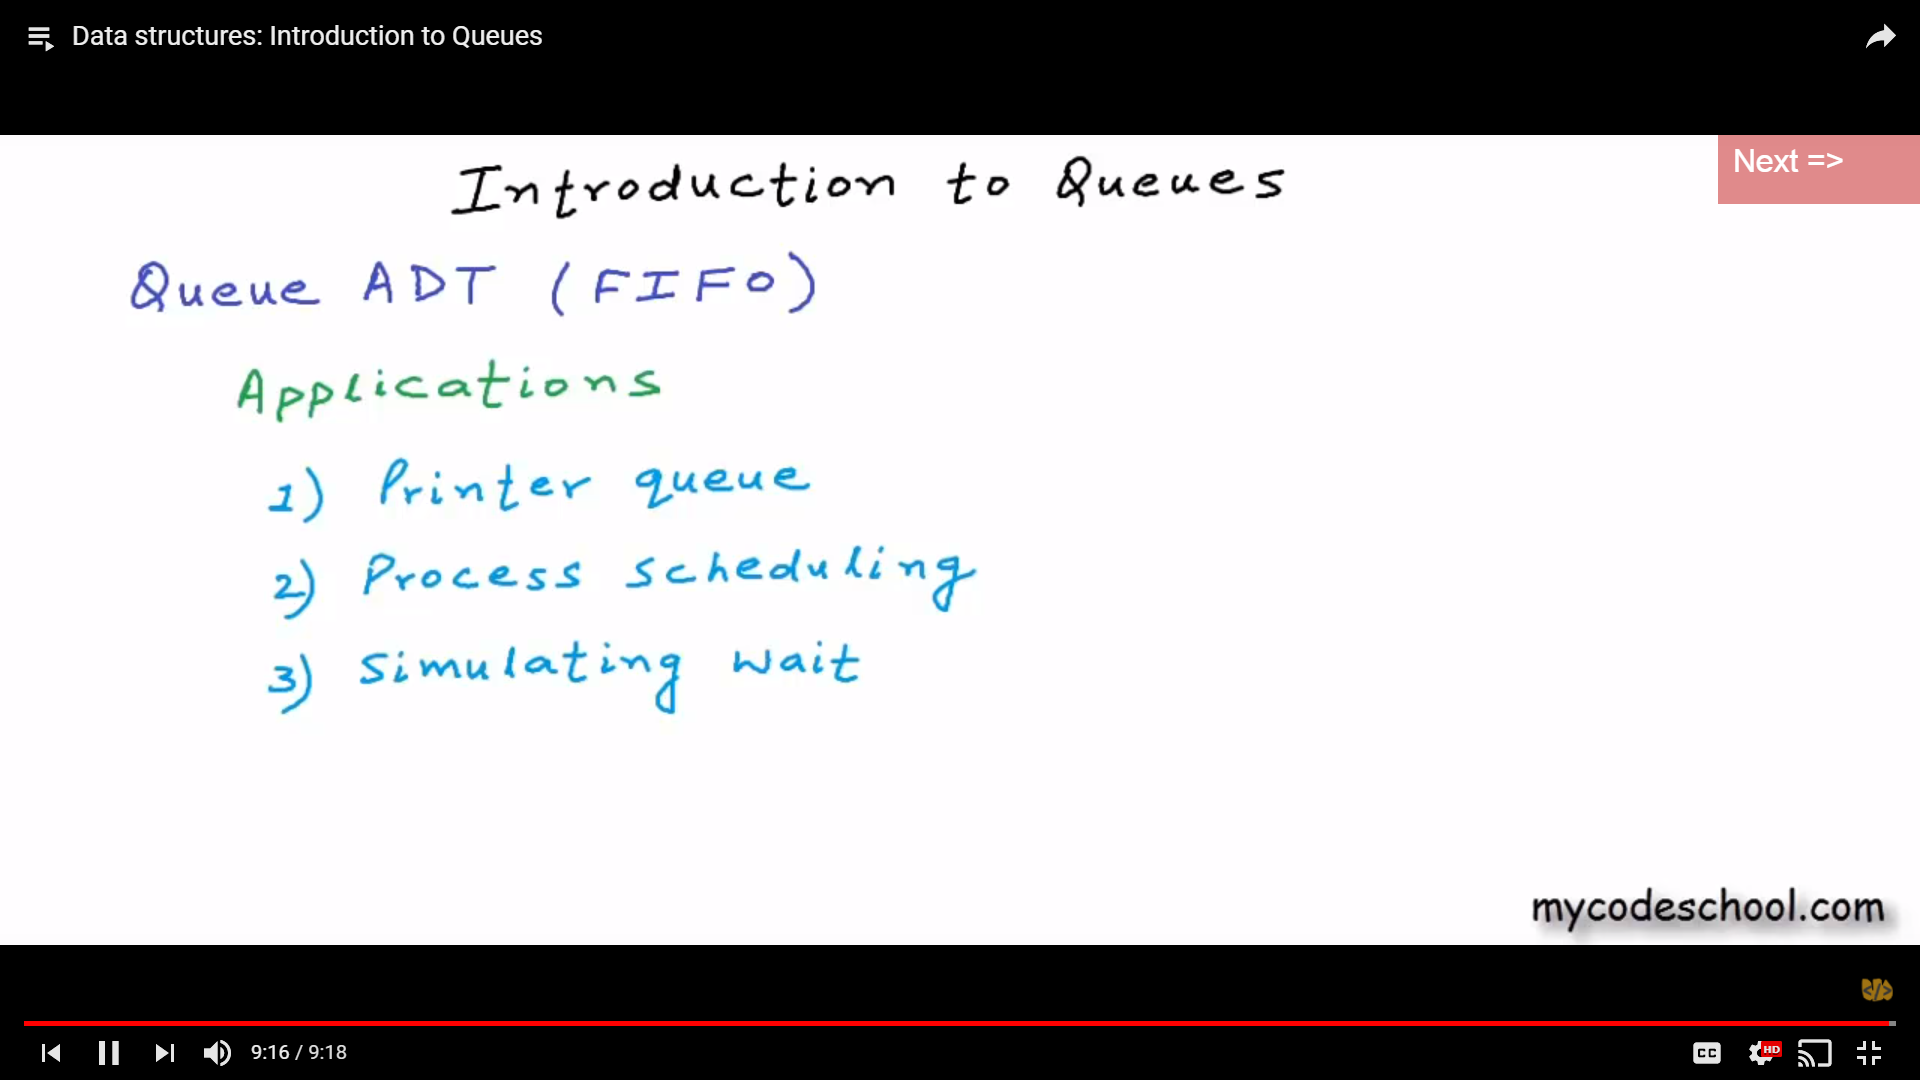 Data structures: Introduction to Queues
Next =>
Introduction to Queues
Queue ADT (FIFO)
Applications
1) Printer queue
2) Process scheduling
3) Simulating wait
mycodeschool.com
</>
9:16 / 9:18
CC
HD